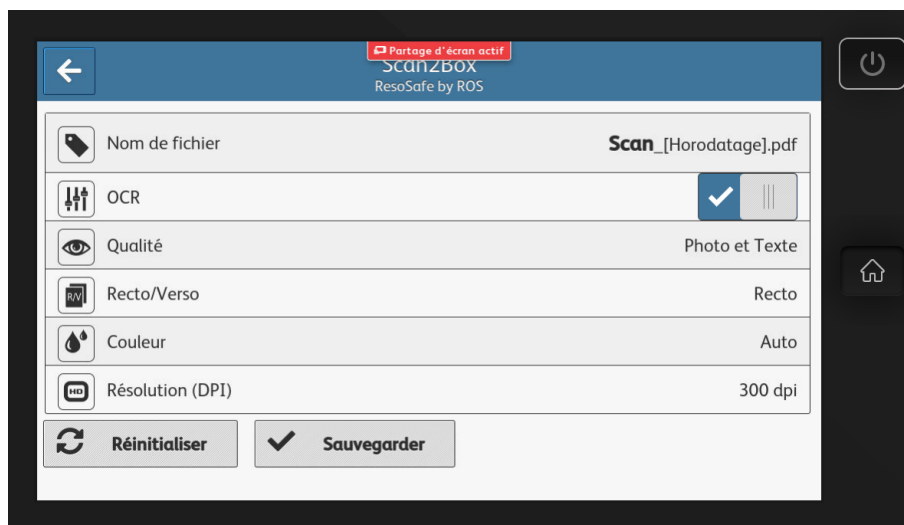 Partage d'écran actif
Scan2Box
ResoSafe by ROS
Nom de fichier Scan_[Horodatage].pdf
OCR
Qualité Photo et Texte
R/V Recto/Verso Recto
Couleur Auto
HD Résolution (DPI) 300 dpi
Réinitialiser Sauvegarder